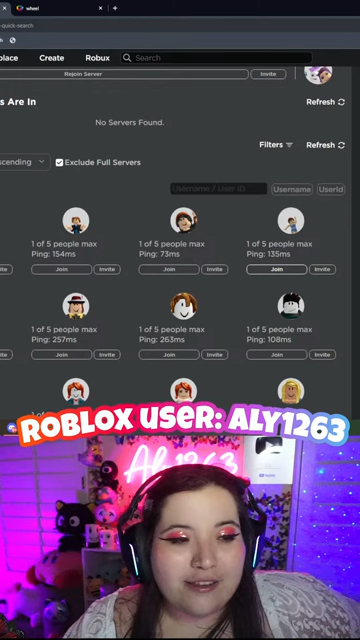 wheel
-quick-search
place Create Robux Search
Rejoin Server Invite
s Are In Refresh
No Servers Found.
Filters Refresh
scending Exclude Full Servers
Username / User ID Username UserId
1 of 5 people max 1 of 5 people max 1 of 5 people max
Ping: 154ms Ping: 73ms Ping: 135ms
ite Join Invite Join Invite Join Invite
1 of 5 people max 1 of 5 people max 1 of 5 people max
Ping: 257ms Ping: 263ms Ping: 108ms
ite Join Invite Join Invite Join Invite
ROBLOX USER: ALY1263
Aly1263